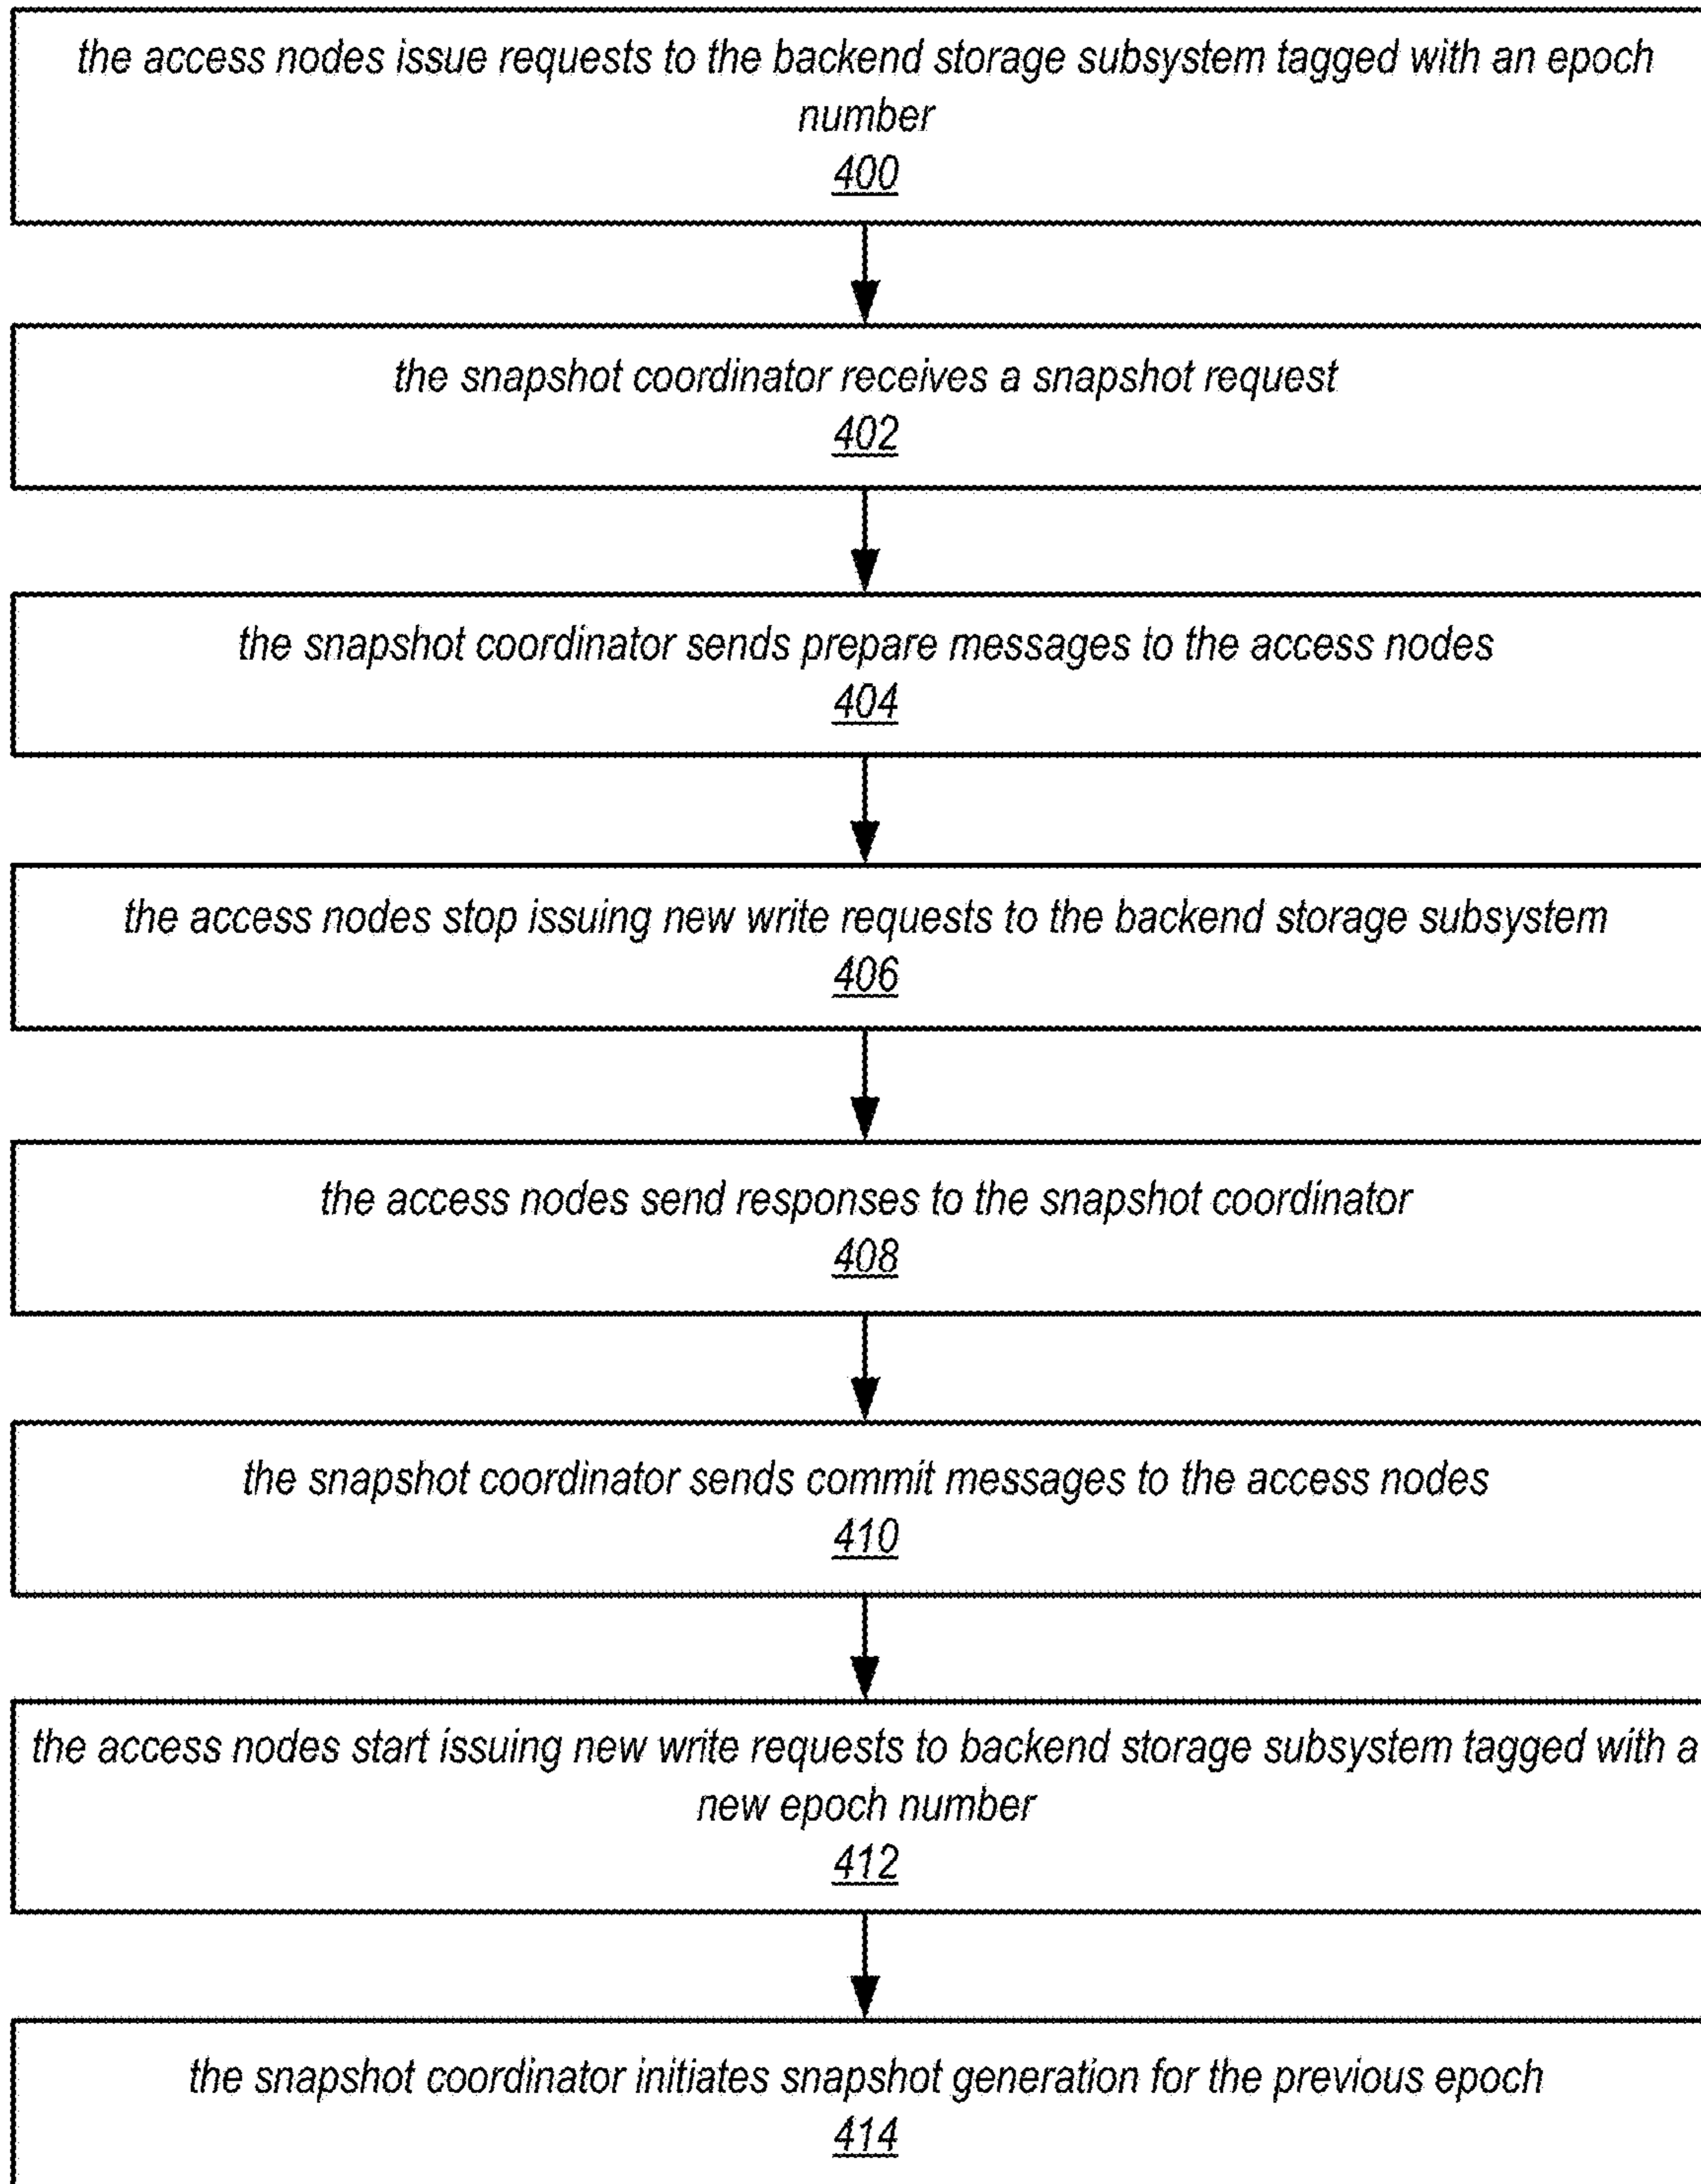 the access nodes issue requests to the backend storage subsystem tagged with an epoch
number
400
the snapshot coordinator receives a snapshot request
402
the snapshot coordinator sends prepare messages to the access nodes
404
the access nodes stop issuing new write requests to the backend storage subsystem
406
the access nodes send responses to the snapshot coordinator
408
the snapshot coordinator sends commit messages to the access nodes
410
the access nodes start issuing new write requests to backend storage subsystem tagged with a
new epoch number
412
the snapshot coordinator initiates snapshot generation for the previous epoch
414